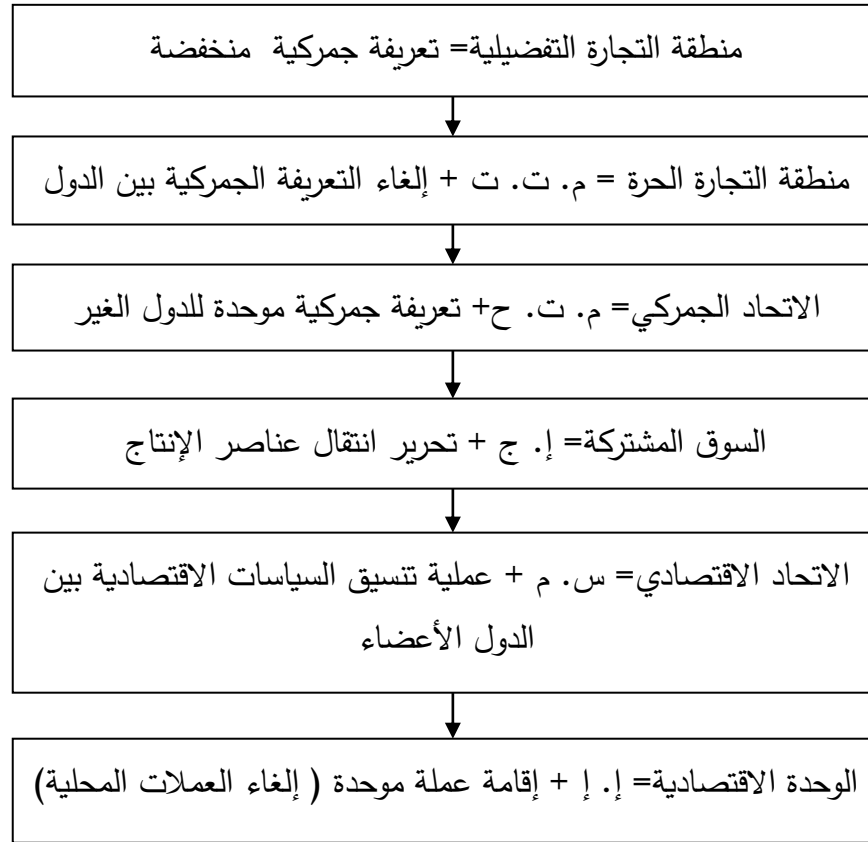 منطقة التجارة التفضيلية= تعريفة جمركية  منخفضة
منطقة التجارة الحرة = م. ت. ت + إلغاء التعريفة الجمركية بين الدول
الاتحاد الجمركي= م. ت. ح+ تعريفة جمركية موحدة للدول الغير
السوق المشتركة= إ. ج + تحرير انتقال عناصر الإنتاج
الاتحاد الاقتصادي= س. م + عملية تنسيق السياسات الاقتصادية بين
الدول الأعضاء
الوحدة الاقتصادية= إ. إ + إقامة عملة موحدة ( إلغاء العملات المحلية)